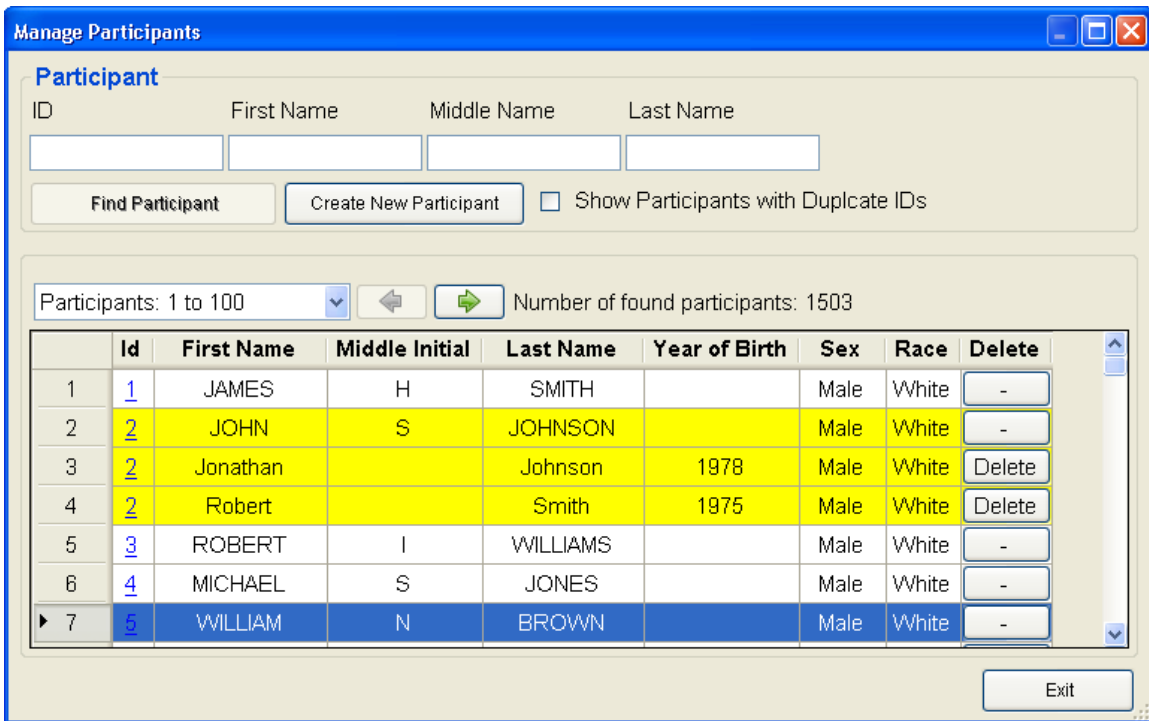 Manage Participants
Participant
ID First Name Middle Name Last Name
Find Participant Create New Participant Show Participants with Duplcate IDs
Participants: 1 to 100 Number of found participants: 1503
Id First Name Middle Initial Last Name Year of Birth Sex Race Delete
1 1 JAMES H SMITH Male White -
2 2 JOHN S JOHNSON Male White -
3 2 Jonathan Johnson 1978 Male White Delete
4 2 Robert Smith 1975 Male White Delete
5 3 ROBERT I WILLIAMS Male White -
6 4 MICHAEL S JONES Male White -
7 5 WILLIAM N BROWN Male White -
Exit